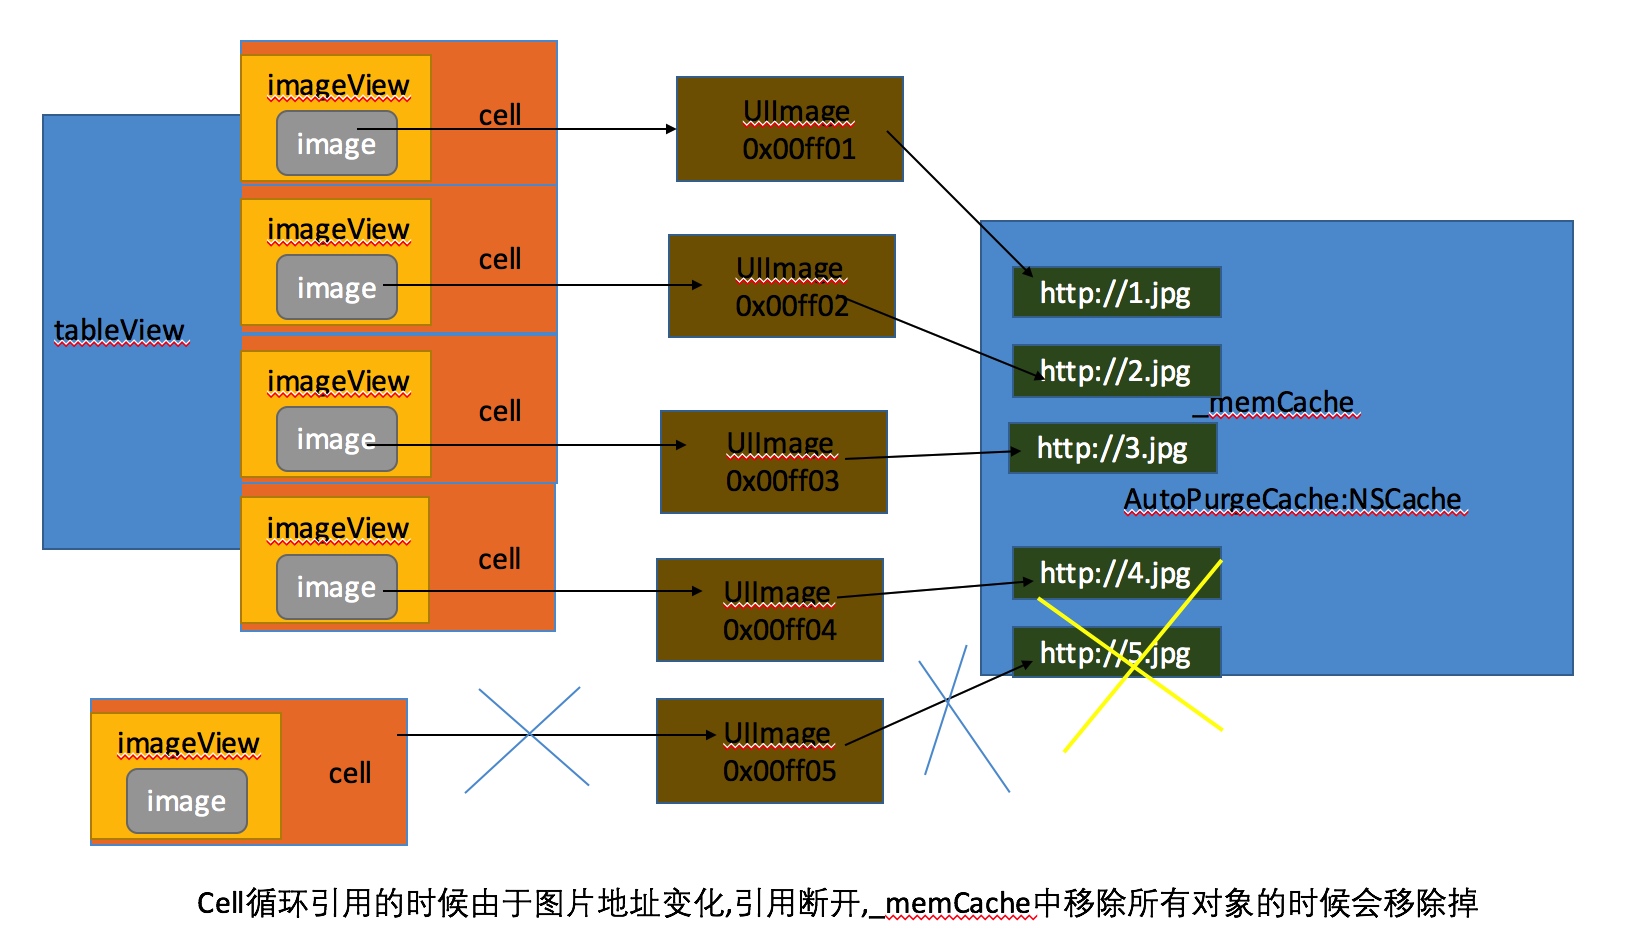 tableView
imageView
image
cell
UIImage
0x00ff01
imageView
image
cell
UIImage
0x00ff02
imageView
image
cell
UIImage
0x00ff03
imageView
image
cell
UIImage
0x00ff04
imageView
image
cell
UIImage
0x00ff05
http://1.jpg
http://2.jpg
_memCache
http://3.jpg
AutoPurgeCache:NSCache
http://4.jpg
http://5.jpg
Cell循环引用的时候由于图片地址变化,引用断开,_memCache中移除所有对象的时候会移除掉